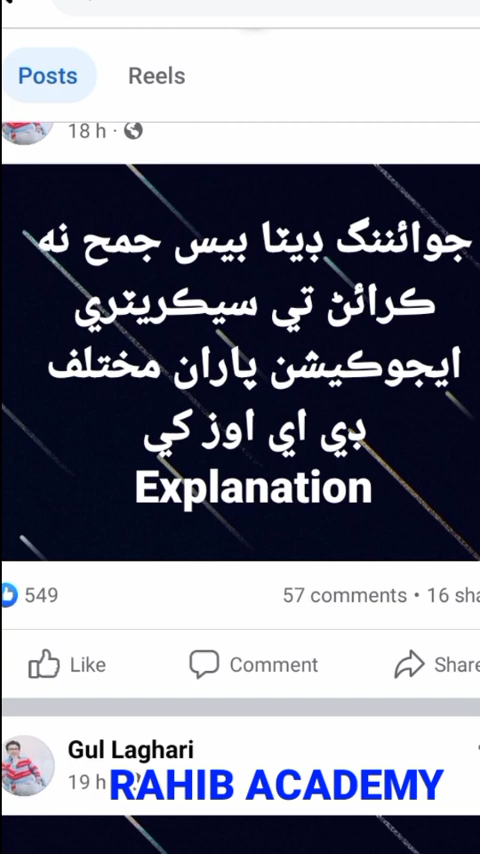 Posts Reels
18 h ·
جوائننگ ڊيٽا بيس جمح نه
ڪرائڻ تي سيڪريٽري
ايجوڪيشن پاران مختلف
ڊي اي اوز کي
Explanation
549 57 comments • 16 sha
Like Comment Share
Gul Laghari
19 h
RAHIB ACADEMY